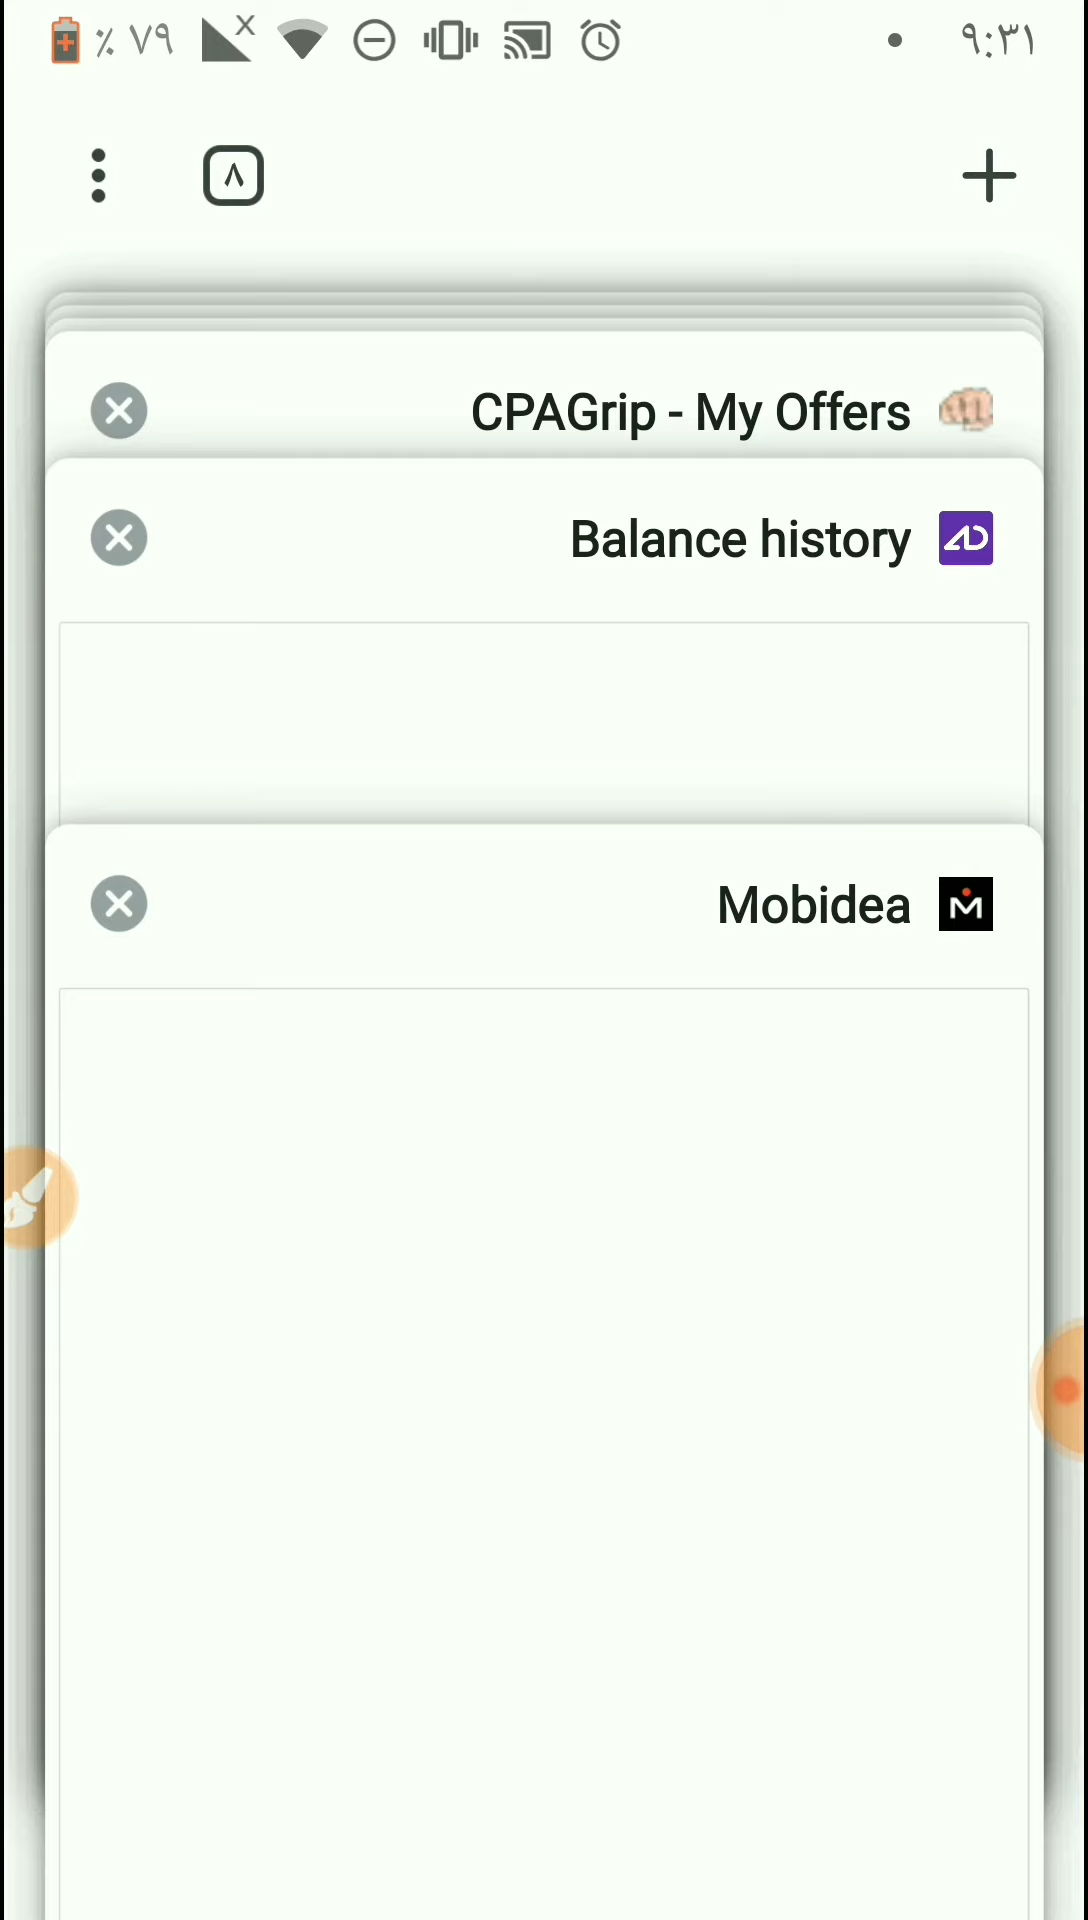 ٪ ٧٩
٩:٣١
٨
CPAGrip - My Offers
Balance history
Mobidea